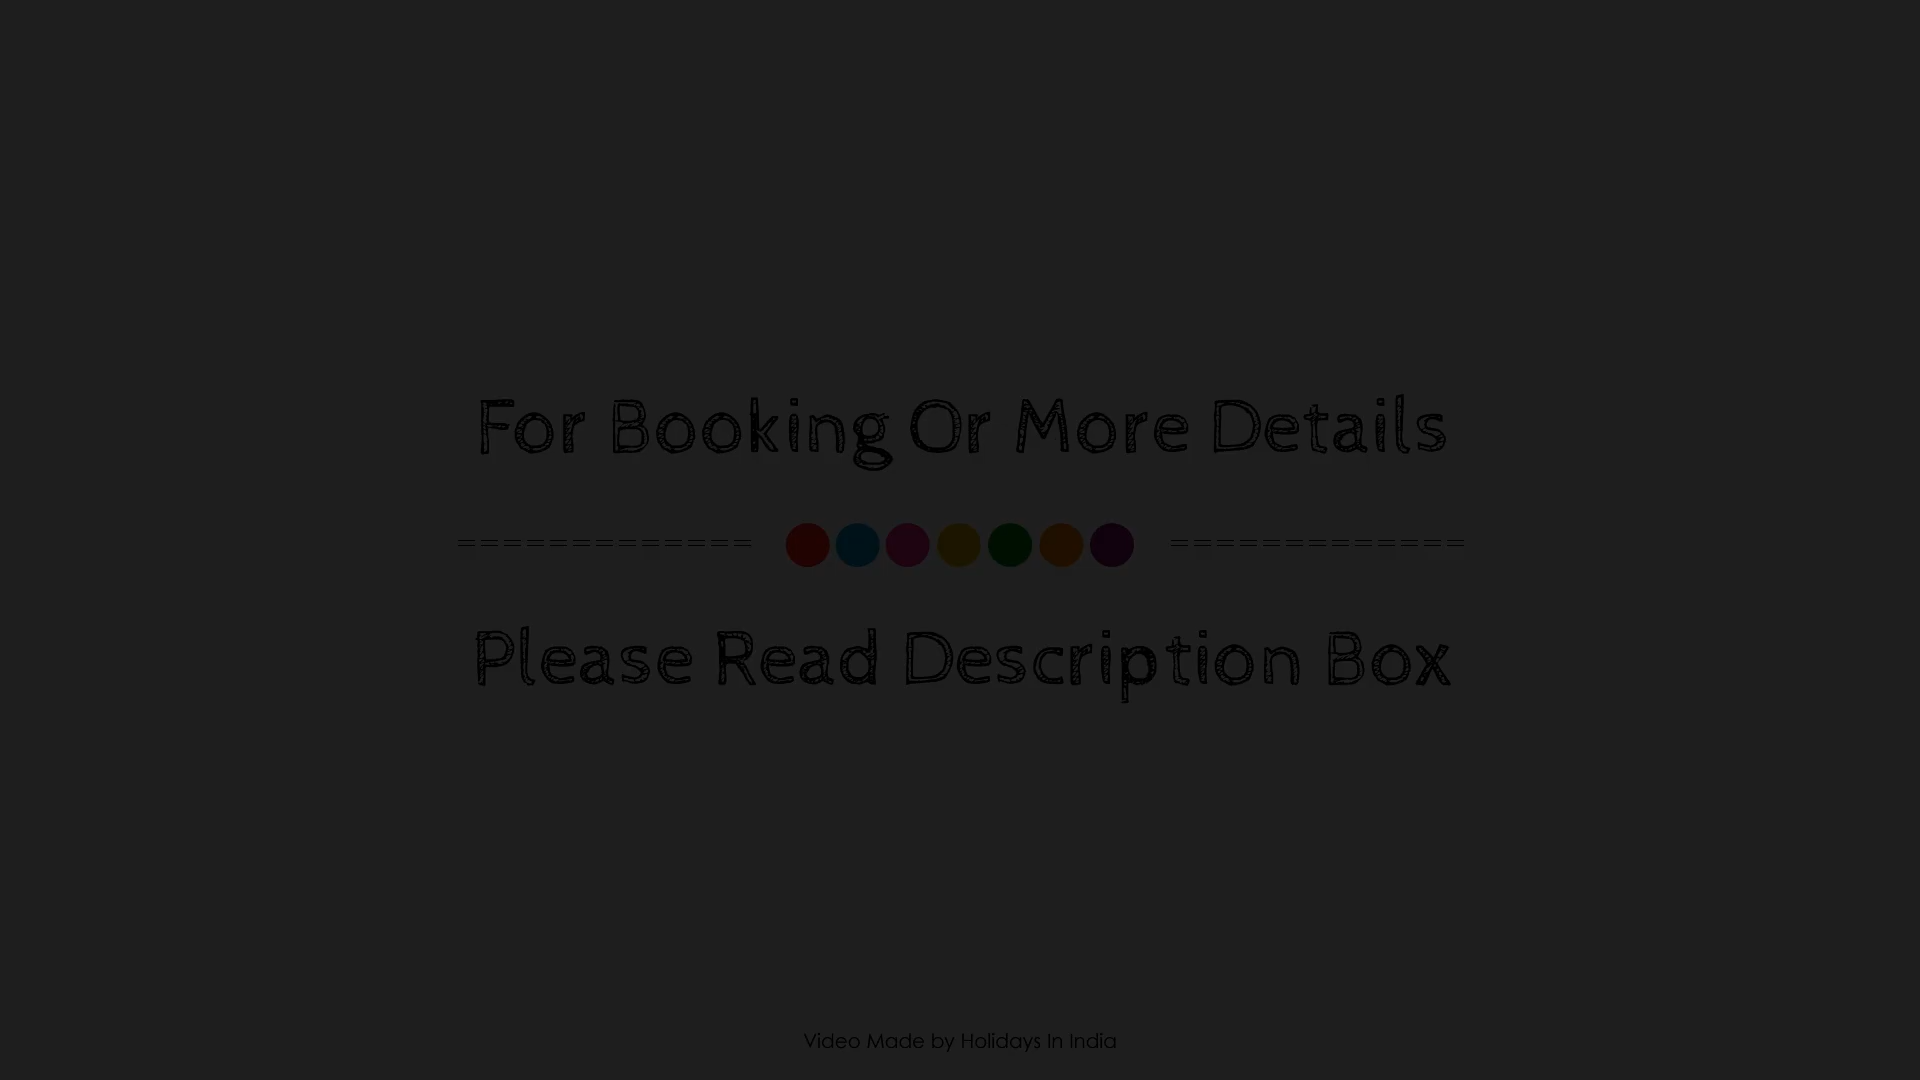 For Booking Or More Details
============= =============
Please Read Description Box
Video Made by Holidays In India